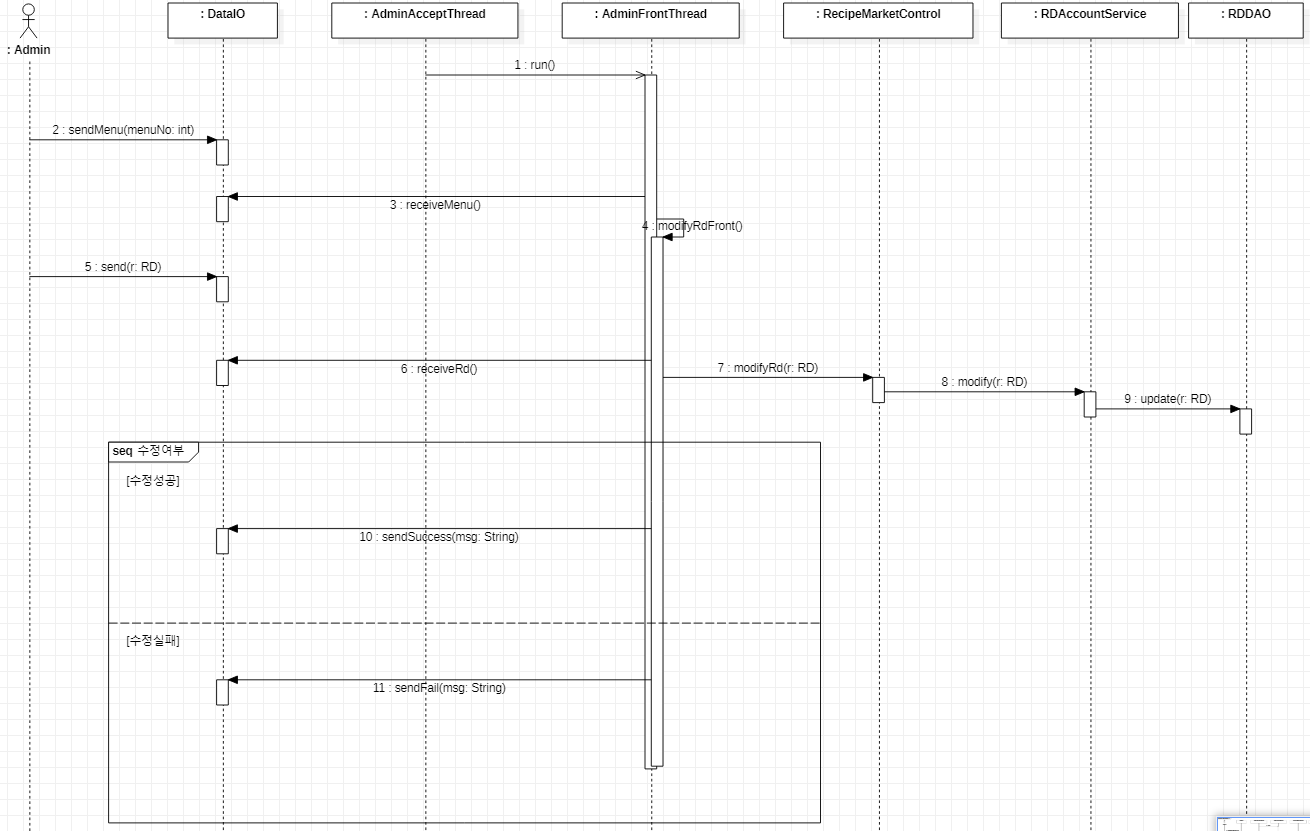 : Admin
: DataIO
: AdminAcceptThread
: AdminFrontThread
: RecipeMarketControl
: RDAccountService
: RDDAO
1 : run()
2 : sendMenu(menuNo: int)
3 : receiveMenu()
4 : modifyRdFront()
5 : send(r: RD)
6 : receiveRd()
7 : modifyRd(r: RD)
8 : modify(r: RD)
9 : update(r: RD)
seq 수정여부
[수정성공]
10 : sendSuccess(msg: String)
[수정실패]
11 : sendFail(msg: String)